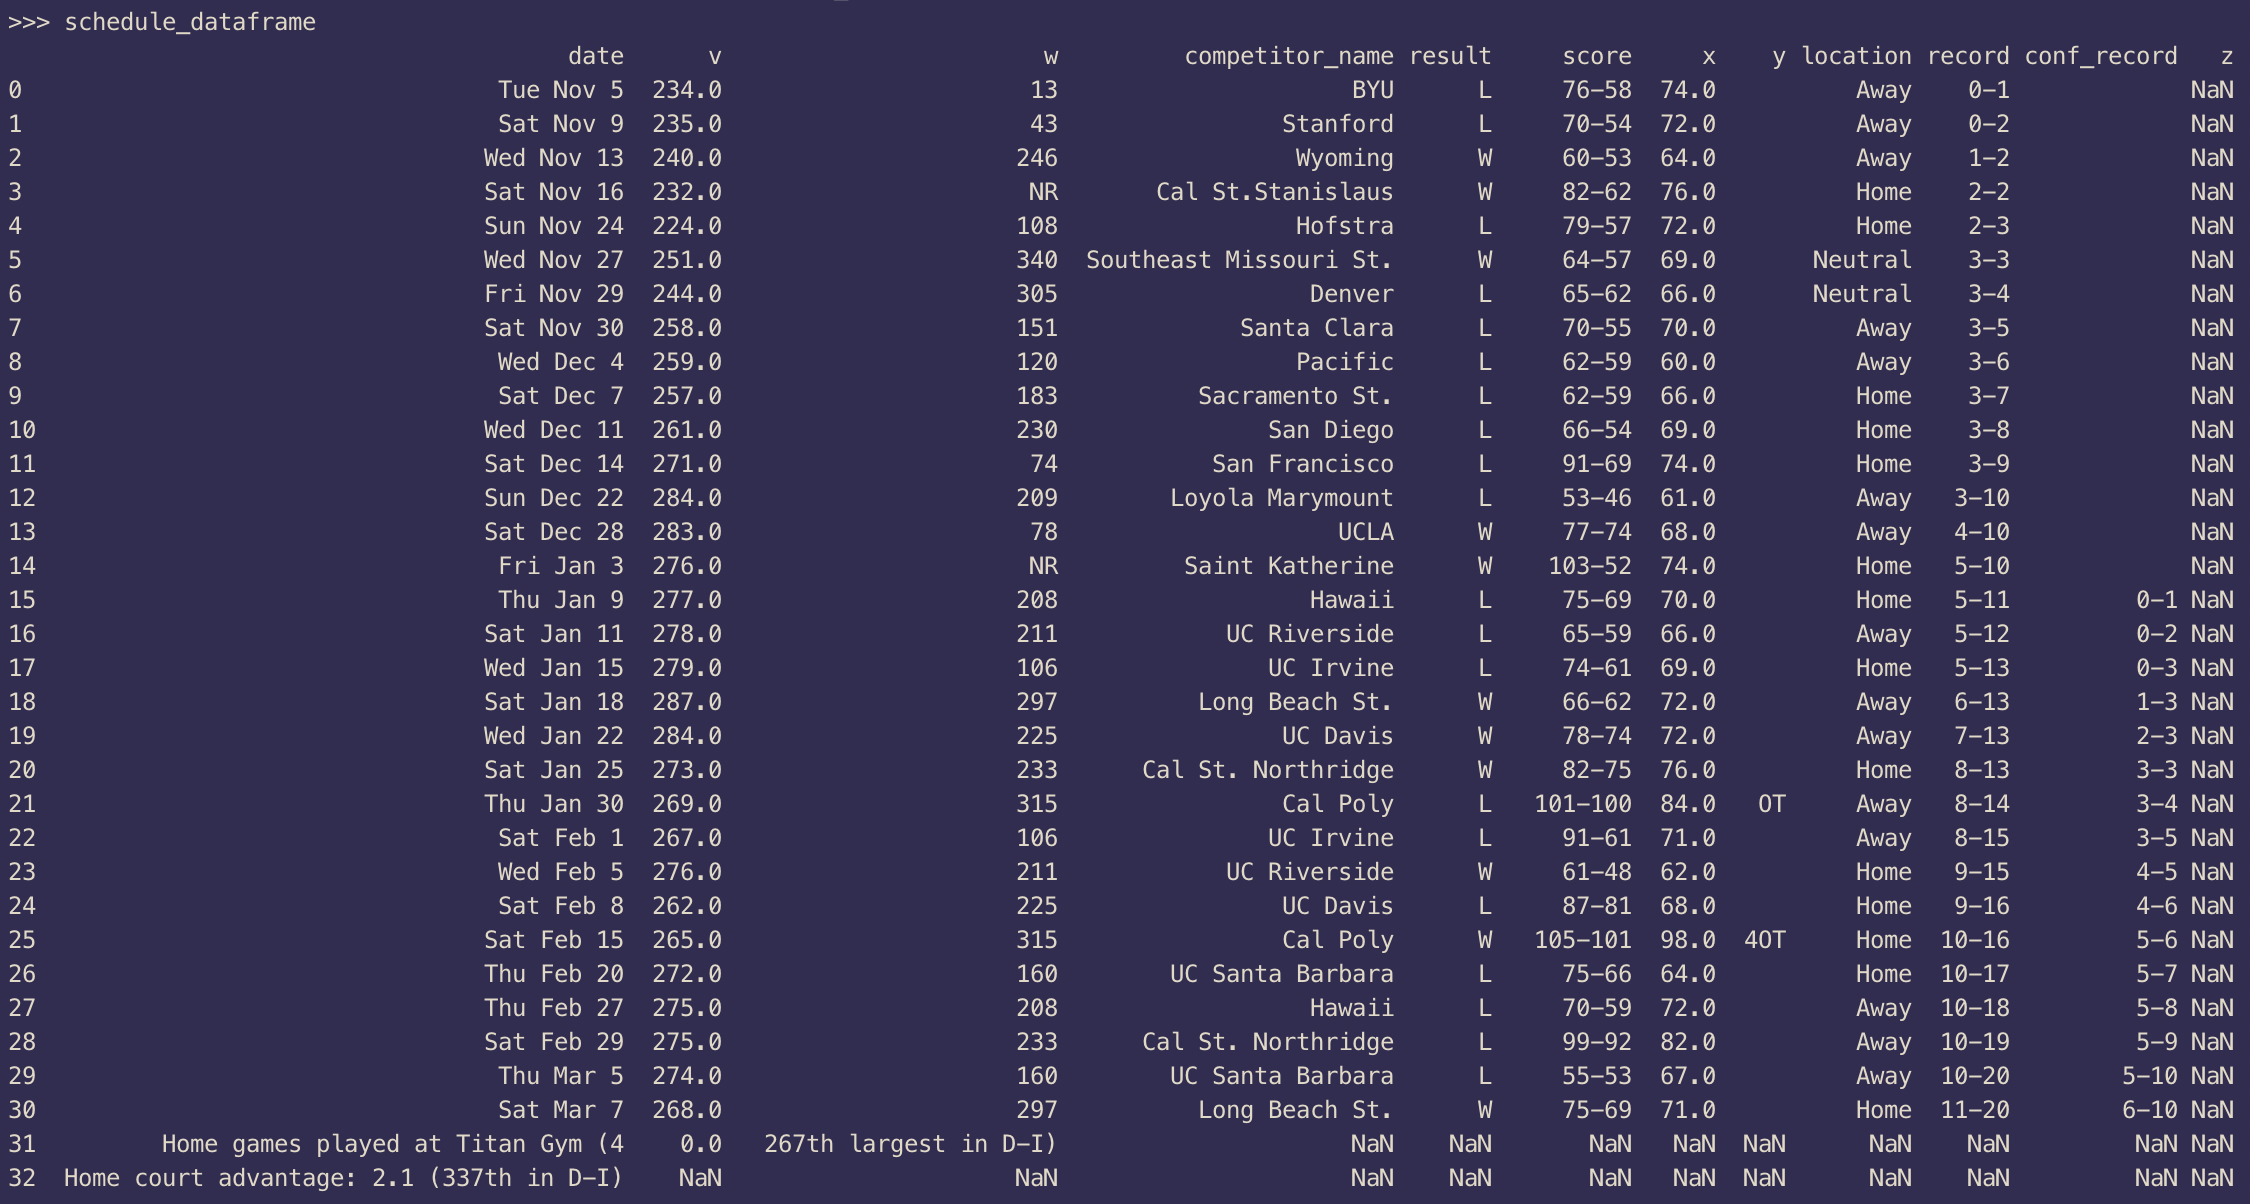 >>> schedule_dataframe
date v w competitor_name result score x y location record conf_record z
0 Tue Nov 5 234.0 13 BYU L 76-58 74.0 Away 0-1 NaN
1 Sat Nov 9 235.0 43 Stanford L 70-54 72.0 Away 0-2 NaN
2 Wed Nov 13 240.0 246 Wyoming W 60-53 64.0 Away 1-2 NaN
3 Sat Nov 16 232.0 NR Cal St.Stanislaus W 82-62 76.0 Home 2-2 NaN
4 Sun Nov 24 224.0 108 Hofstra L 79-57 72.0 Home 2-3 NaN
5 Wed Nov 27 251.0 340 Southeast Missouri St. W 64-57 69.0 Neutral 3-3 NaN
6 Fri Nov 29 244.0 305 Denver L 65-62 66.0 Neutral 3-4 NaN
7 Sat Nov 30 258.0 151 Santa Clara L 70-55 70.0 Away 3-5 NaN
8 Wed Dec 4 259.0 120 Pacific L 62-59 60.0 Away 3-6 NaN
9 Sat Dec 7 257.0 183 Sacramento St. L 62-59 66.0 Home 3-7 NaN
10 Wed Dec 11 261.0 230 San Diego L 66-54 69.0 Home 3-8 NaN
11 Sat Dec 14 271.0 74 San Francisco L 91-69 74.0 Home 3-9 NaN
12 Sun Dec 22 284.0 209 Loyola Marymount L 53-46 61.0 Away 3-10 NaN
13 Sat Dec 28 283.0 78 UCLA W 77-74 68.0 Away 4-10 NaN
14 Fri Jan 3 276.0 NR Saint Katherine W 103-52 74.0 Home 5-10 NaN
15 Thu Jan 9 277.0 208 Hawaii L 75-69 70.0 Home 5-11 0-1 NaN
16 Sat Jan 11 278.0 211 UC Riverside L 65-59 66.0 Away 5-12 0-2 NaN
17 Wed Jan 15 279.0 106 UC Irvine L 74-61 69.0 Home 5-13 0-3 NaN
18 Sat Jan 18 287.0 297 Long Beach St. W 66-62 72.0 Away 6-13 1-3 NaN
19 Wed Jan 22 284.0 225 UC Davis W 78-74 72.0 Away 7-13 2-3 NaN
20 Sat Jan 25 273.0 233 Cal St. Northridge W 82-75 76.0 Home 8-13 3-3 NaN
21 Thu Jan 30 269.0 315 Cal Poly L 101-100 84.0 OT Away 8-14 3-4 NaN
22 Sat Feb 1 267.0 106 UC Irvine L 91-61 71.0 Away 8-15 3-5 NaN
23 Wed Feb 5 276.0 211 UC Riverside W 61-48 62.0 Home 9-15 4-5 NaN
24 Sat Feb 8 262.0 225 UC Davis L 87-81 68.0 Home 9-16 4-6 NaN
25 Sat Feb 15 265.0 315 Cal Poly W 105-101 98.0 4OT Home 10-16 5-6 NaN
26 Thu Feb 20 272.0 160 UC Santa Barbara L 75-66 64.0 Home 10-17 5-7 NaN
27 Thu Feb 27 275.0 208 Hawaii L 70-59 72.0 Away 10-18 5-8 NaN
28 Sat Feb 29 275.0 233 Cal St. Northridge L 99-92 82.0 Away 10-19 5-9 NaN
29 Thu Mar 5 274.0 160 UC Santa Barbara L 55-53 67.0 Away 10-20 5-10 NaN
30 Sat Mar 7 268.0 297 Long Beach St. W 75-69 71.0 Home 11-20 6-10 NaN
31 Home games played at Titan Gym (4 0.0 267th largest in D-I) NaN NaN NaN NaN NaN NaN NaN NaN NaN
32 Home court advantage: 2.1 (337th in D-I) NaN NaN NaN NaN NaN NaN NaN NaN NaN NaN NaN